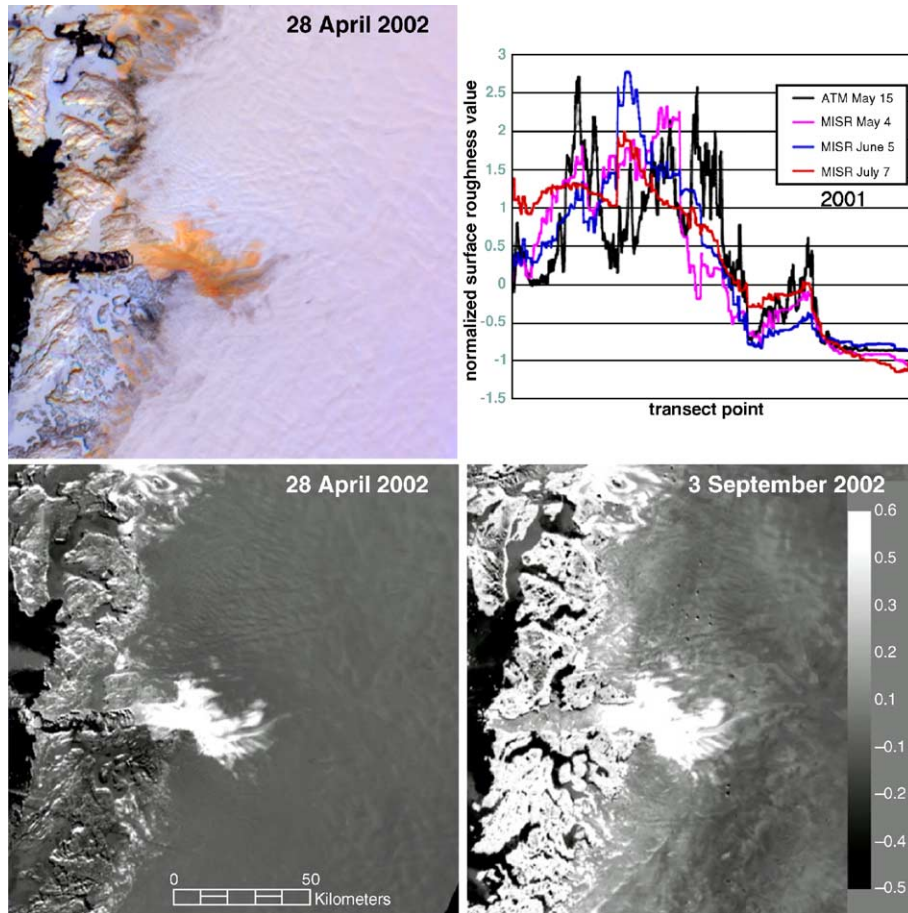 28 April 2002
normalized surface roughness value
3
2.5
2
1.5
1
0.5
0
-0.5
-1
-1.5
ATM May 15
MISR May 4
MISR June 5
MISR July 7
2001
transect point
28 April 2002
0 50
Kilometers
3 September 2002
0.6
0.5
0.3
0.2
0.1
–0.1
–0.2
–0.4
–0.5